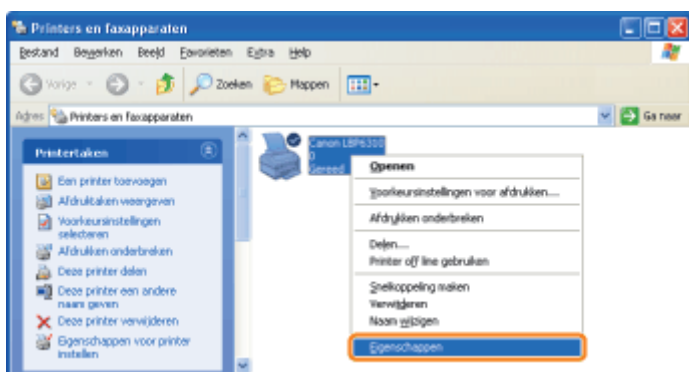 Printers en faxapparaten
Bestand Bewerken Beeld Favorieten Extra Help
Vorige Zoeken Mappen
Adres Printers en faxapparaten Ga naar
Printertaken
Een printer toevoegen
Afdruktaken weergeven
Voorkeursinstellingen
selecteren
Afdrukken onderbreken
Deze printer delen
Deze printer een andere
naam geven
Deze printer verwijderen
Eigenschappen voor printer
instellen
Canon LBP6300
0
Gereed
Openen
Voorkeursinstellingen voor afdrukken....
Afdrukken onderbreken
Delen....
Printer off line gebruiken
Snelkoppeling maken
Verwijderen
Naam wijzigen
Eigenschappen